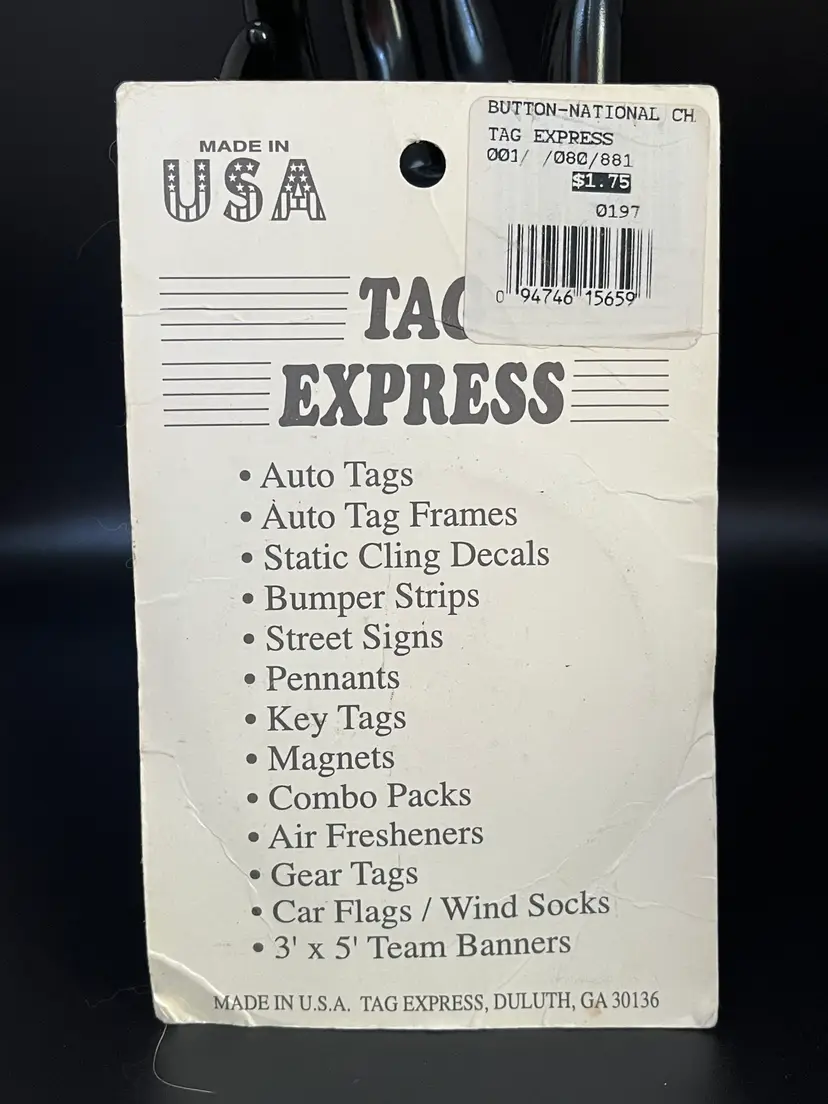 MADE IN
USA
BUTTON-NATIONAL CH
TAG EXPRESS
001/ /080/881
$1.75
0197
0 94746 15659
TAG
EXPRESS
• Auto Tags
• Auto Tag Frames
• Static Cling Decals
• Bumper Strips
• Street Signs
• Pennants
• Key Tags
• Magnets
• Combo Packs
• Air Fresheners
• Gear Tags
• Car Flags / Wind Socks
• 3' x 5' Team Banners
MADE IN U.S.A. TAG EXPRESS, DULUTH, GA 30136